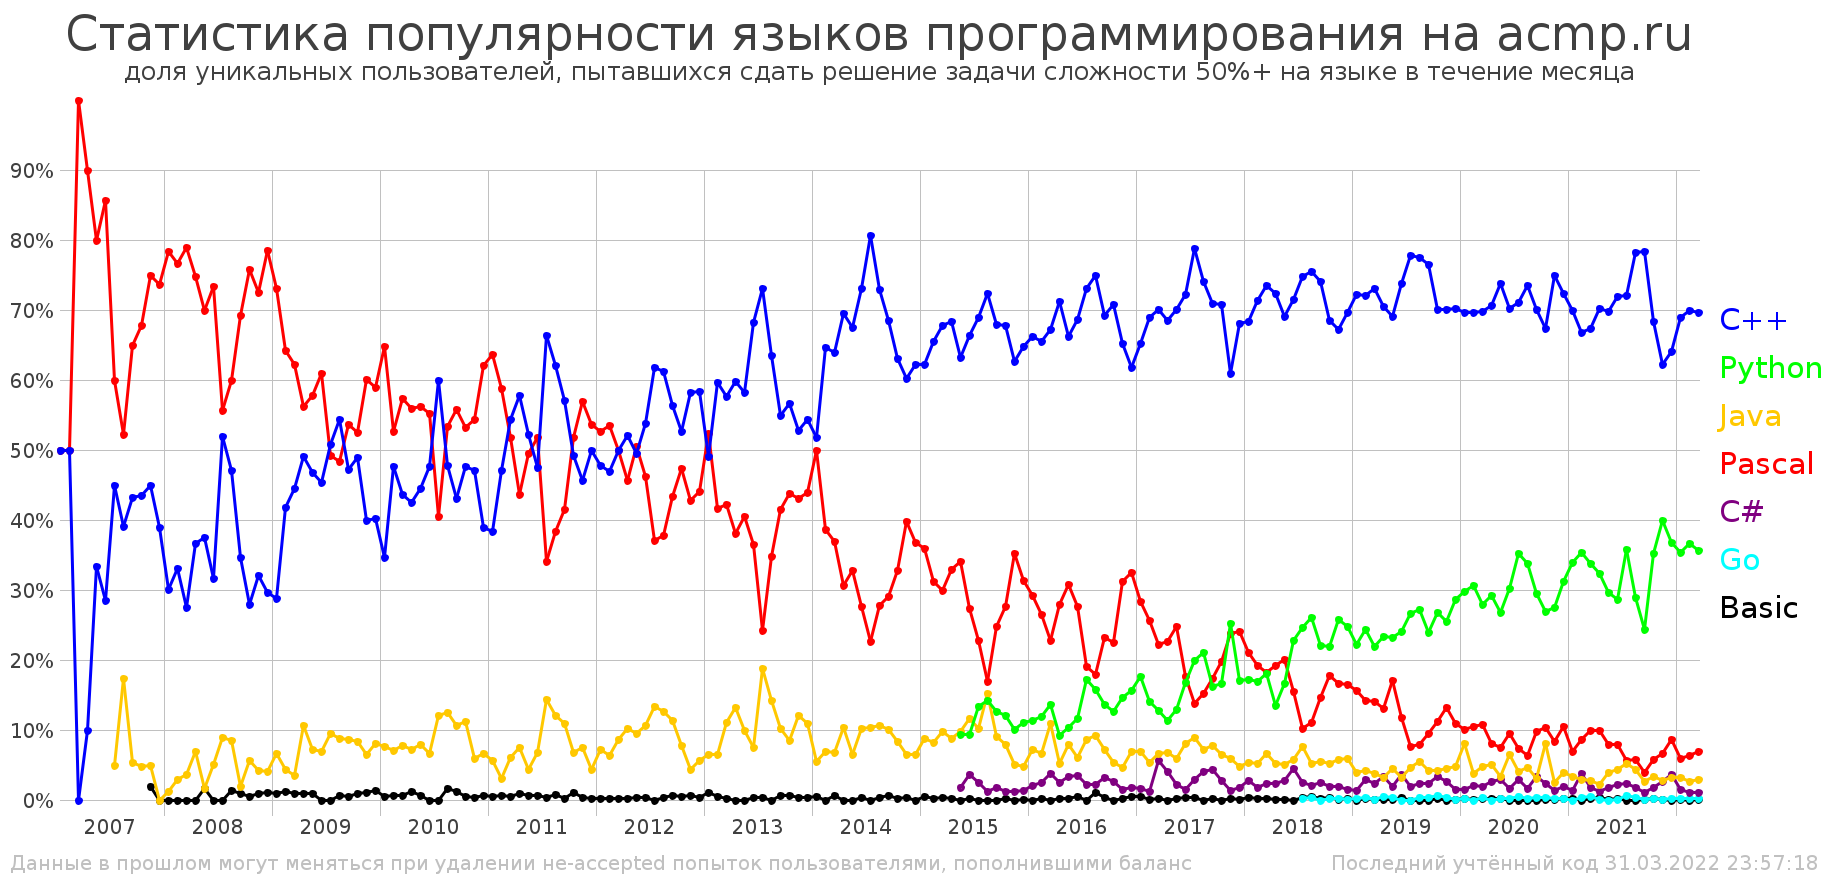 Статистика популярности языков программирования на acmp.ru
доля уникальных пользователей, пытавшихся сдать решение задачи сложности 50%+ на языке в течение месяца
90%
80%
70%
60%
50%
40%
30%
20%
10%
0%
C++
Python
Java
Pascal
C#
Go
Basic
2007 2008 2009 2010 2011 2012 2013 2014 2015 2016 2017 2018 2019 2020 2021
Данные в прошлом могут меняться при удалении не-accepted попыток пользователями, пополнившими баланс
Последний учтённый код 31.03.2022 23:57:18